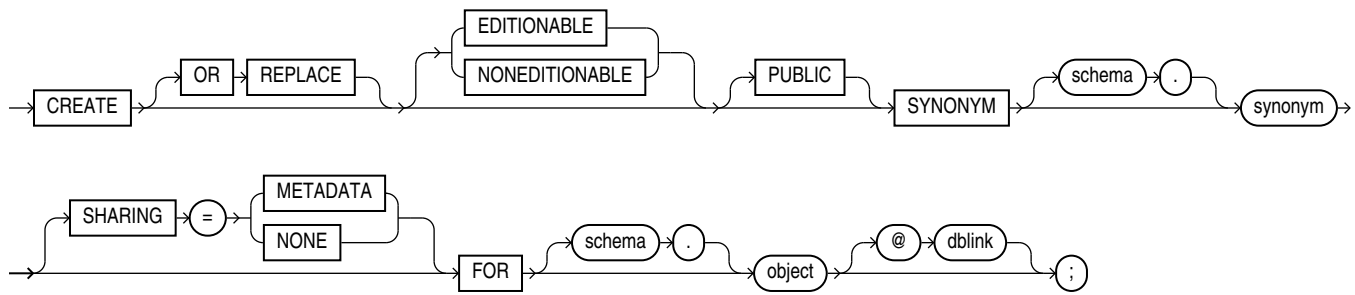 EDITIONABLE
OR REPLACE NONEDITIONABLE PUBLIC schema .
CREATE SYNONYM synonym
METADATA
SHARING = NONE schema . @ dblink
FOR object ;